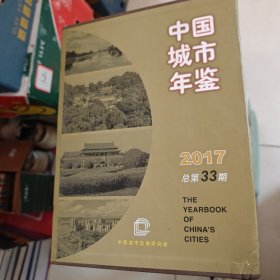 中国
城市
年鉴
2017
总第33期
THE
YEARBOOK
OF
CHINA'S
CITIES
中国城市发展研究会